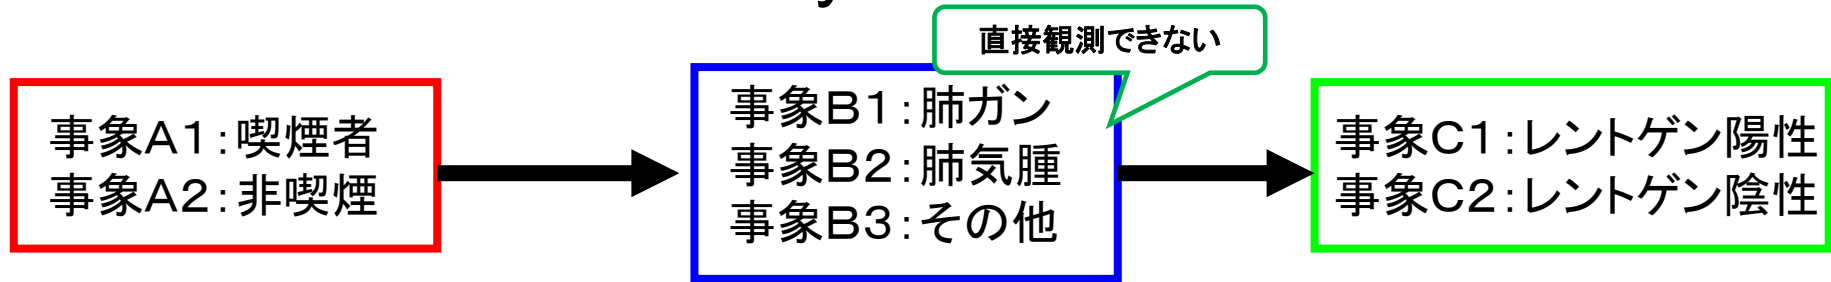 直接観測できない
事象A1:喫煙者
事象A2:非喫煙
事象B1:肺ガン
事象B2:肺気腫
事象B3:その他
事象C1:レントゲン陽性
事象C2:レントゲン陰性